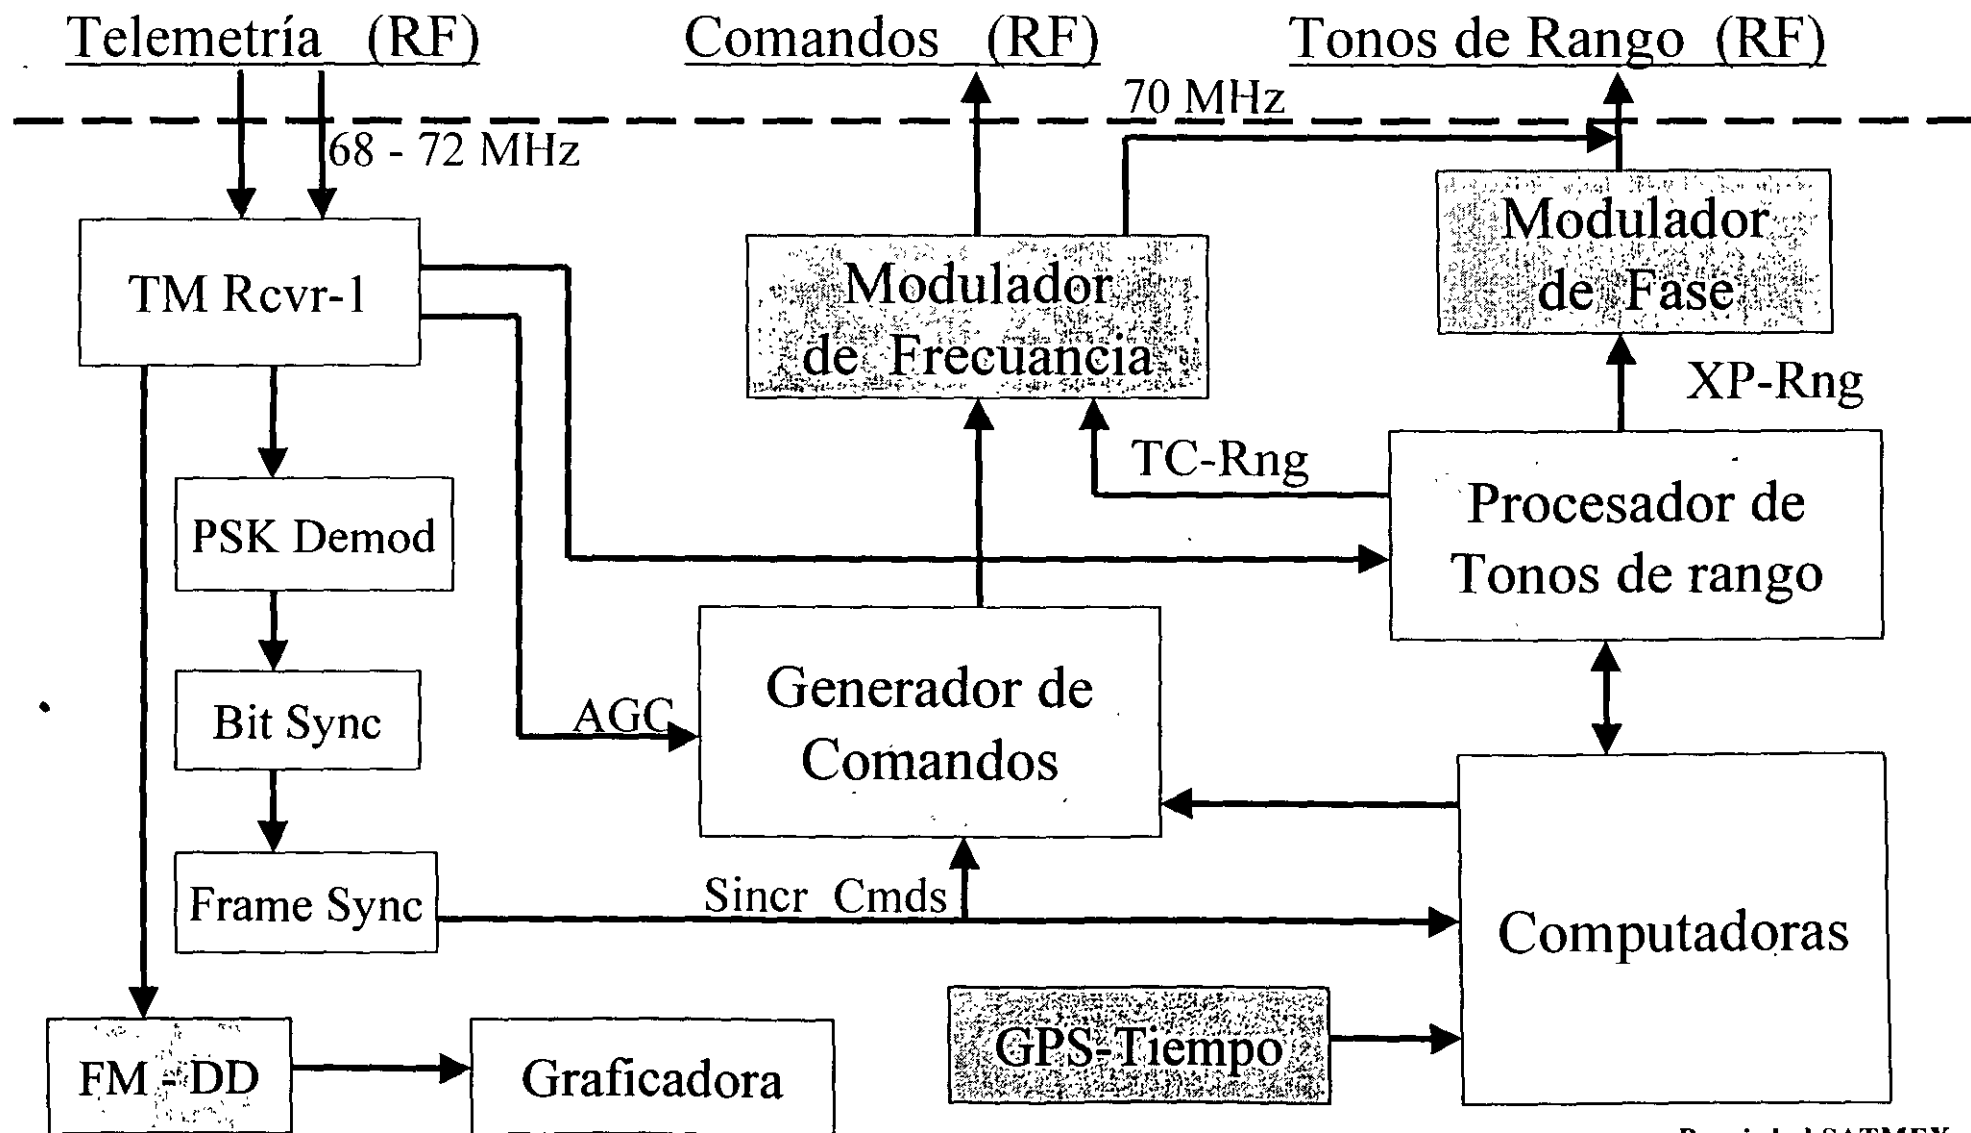 Telemetría (RF)
Comandos (RF)
Tonos de Rango (RF)
70 MHz
68 - 72 MHz
Modulador
de Fase
TM Rcvr-1
Modulador
de Frecuancia
XP-Rng
TC-Rng
Procesador de
Tonos de rango
PSK Demod
Generador de
Comandos
Bit Sync
AGC
Frame Sync
Sincr Cmds
Computadoras
GPS-Tiempo
FM - DD
Graficadora
SATMEX